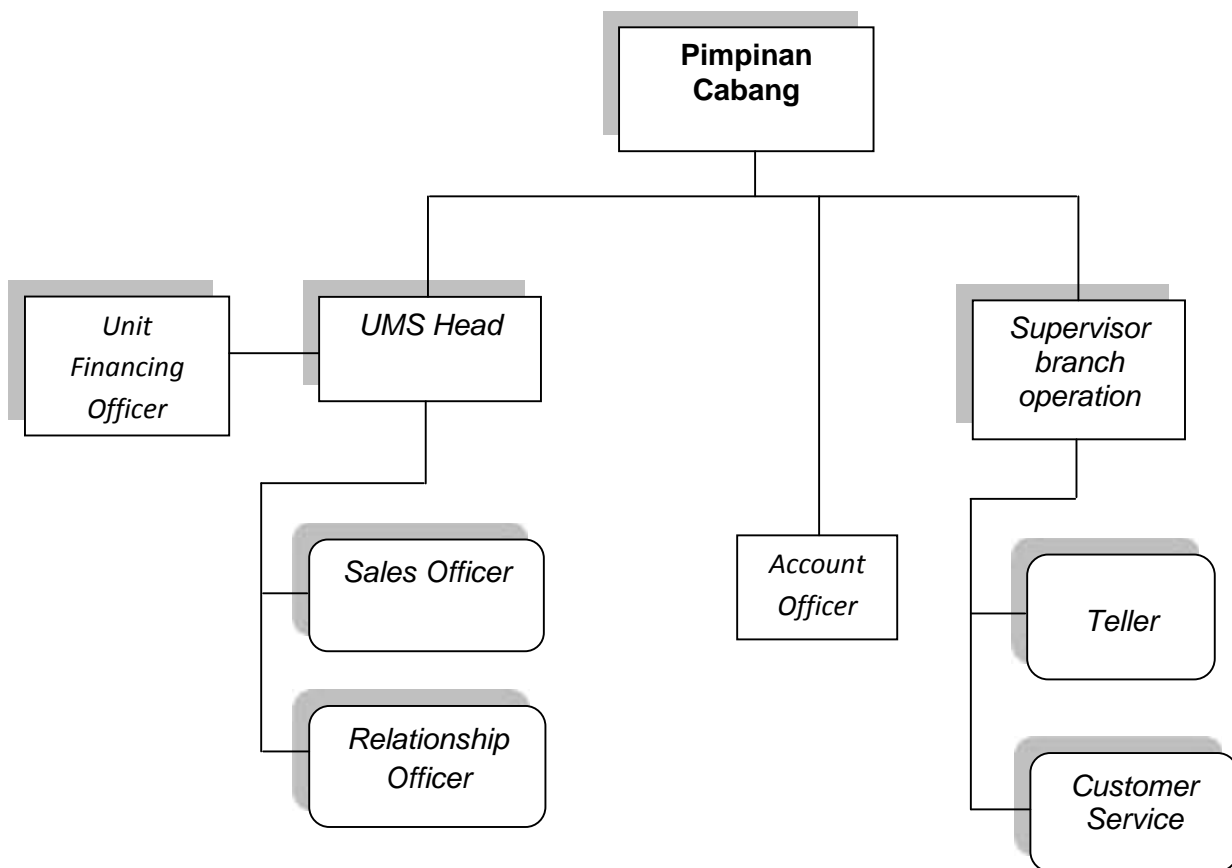 Pimpinan
Cabang
Unit
Financing
Officer
UMS Head
Supervisor
branch
operation
Sales Officer
Account
Officer
Teller
Relationship
Officer
Customer
Service